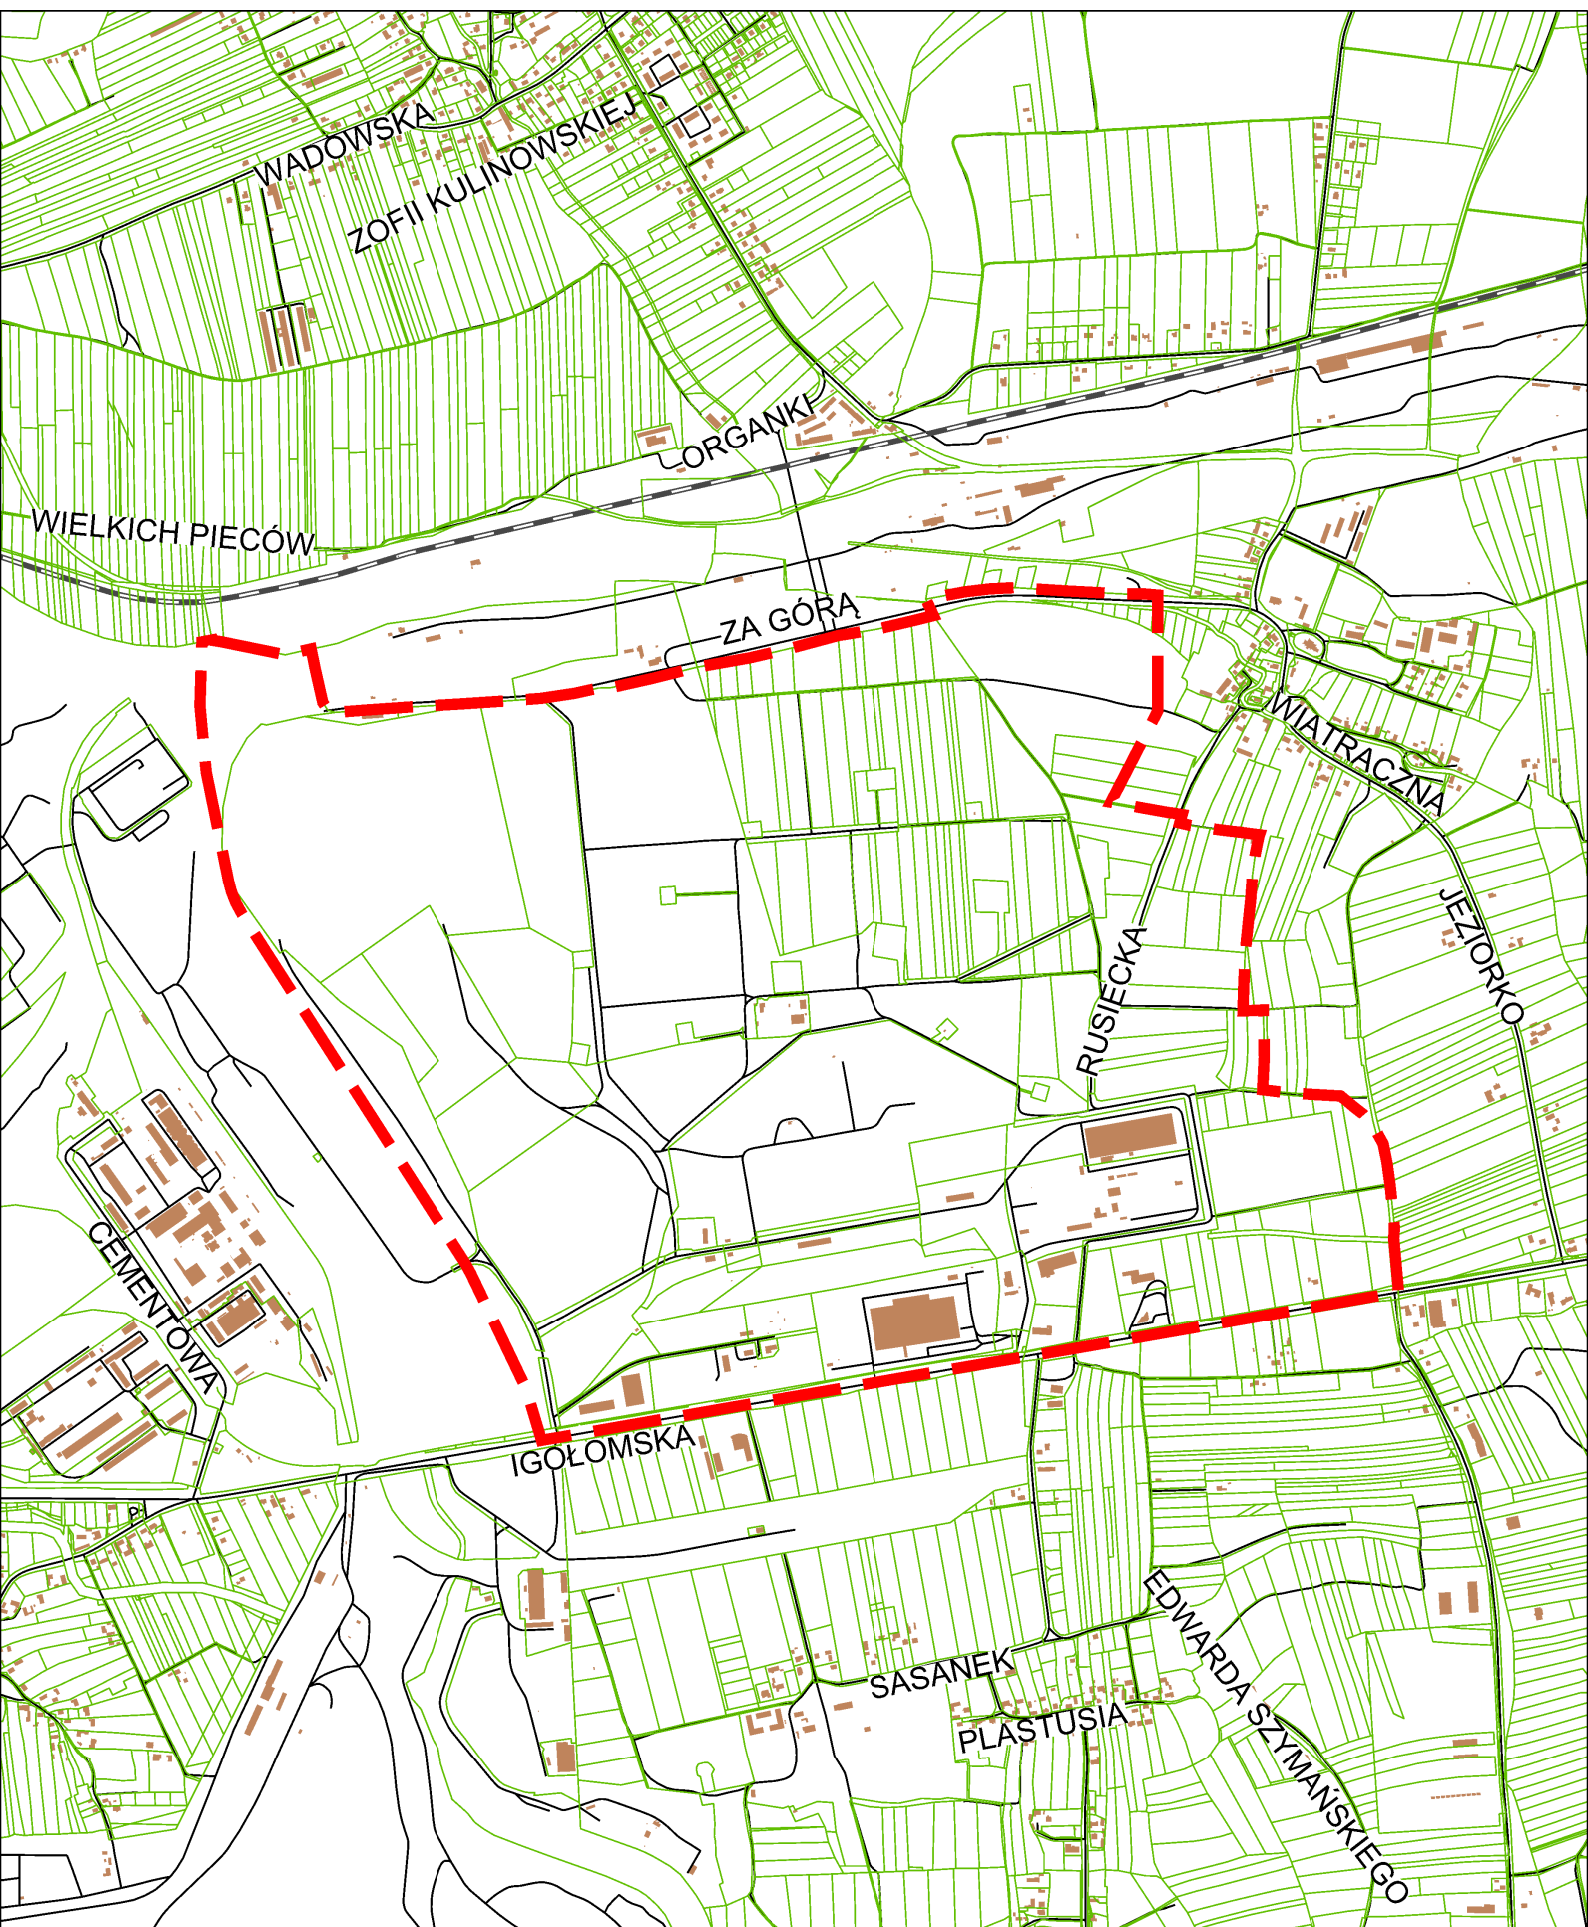 WADOWSKA
ZOFII KULINOWSKIEJ
ORGANKI
WIELKICH PIECÓW
ZA GÓRĄ
WIATRACZNA
JEZIORKO
RUSIECKA
CEMENTOWA
IGOŁOMSKA
EDWARDA SZYMAŃSKIEGO
SASANEK
PLASTUSIA